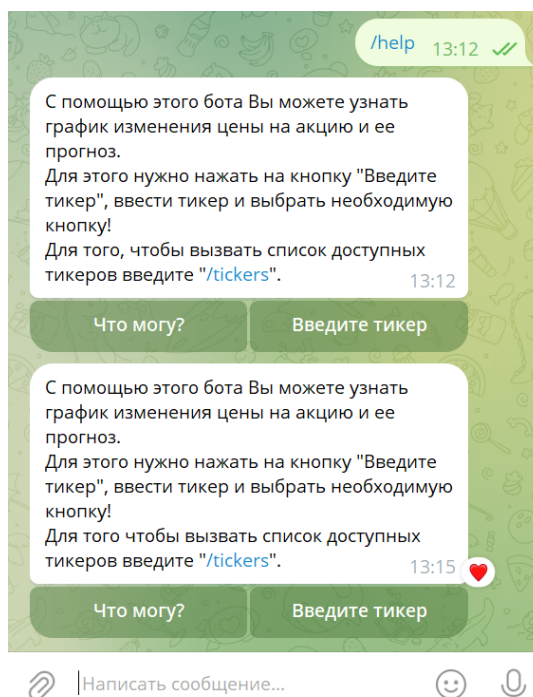 /help 13:12
С помощью этого бота Вы можете узнать
график изменения цены на акцию и ее
прогноз.
Для этого нужно нажать на кнопку "Введите
тикер", ввести тикер и выбрать необходимую
кнопку!
Для того, чтобы вызвать список доступных
тикеров введите "/tickers". 13:12
Что могу? Введите тикер
С помощью этого бота Вы можете узнать
график изменения цены на акцию и ее
прогноз.
Для этого нужно нажать на кнопку "Введите
тикер", ввести тикер и выбрать необходимую
кнопку!
Для того чтобы вызвать список доступных
тикеров введите "/tickers". 13:15
Что могу? Введите тикер
Написать сообщение...